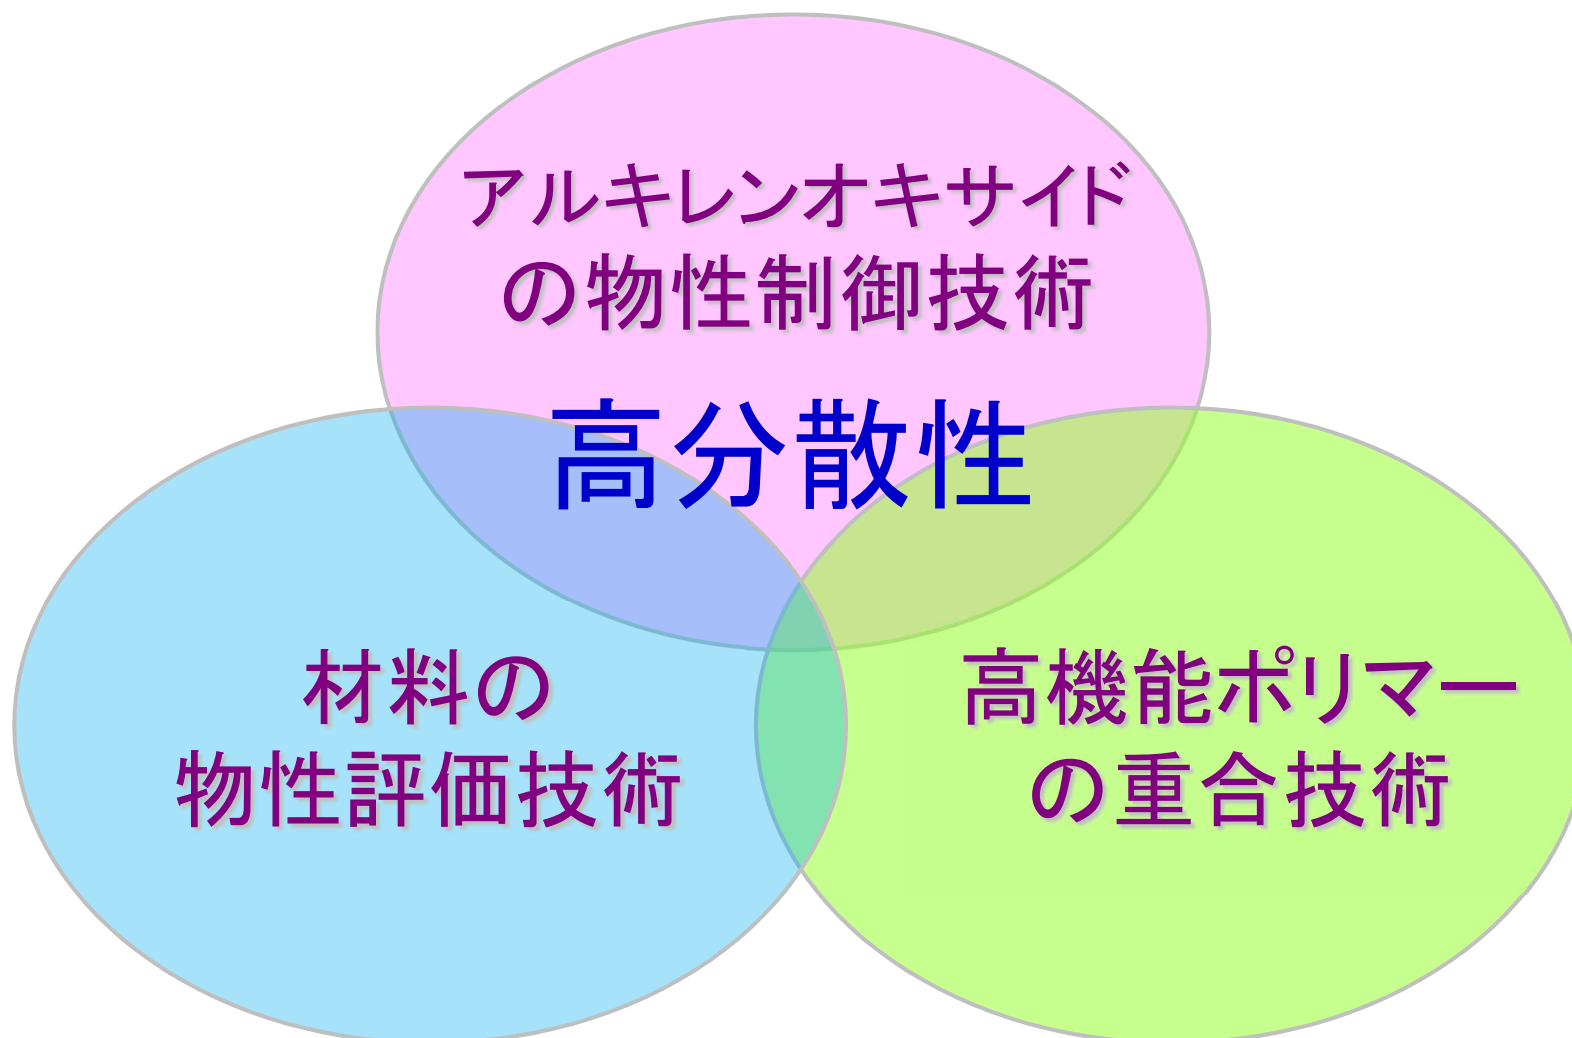 アルキレンオキサイド
の物性制御技術
高分散性
材料の
物性評価技術
高機能ポリマー
の重合技術